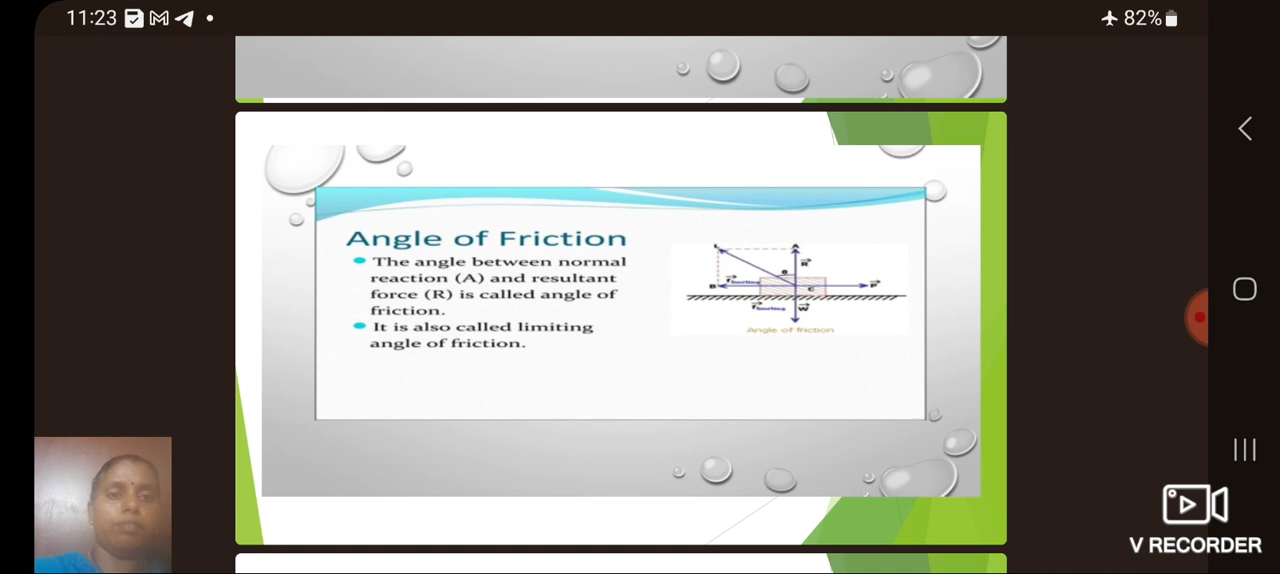 11:23
82%
Angle of Friction
The angle between normal
reaction (A) and resultant
force (R) is called angle of
friction.
It is also called limiting
angle of friction.
L
A
R
θ
B
C
P
W
Angle of friction
V RECORDER